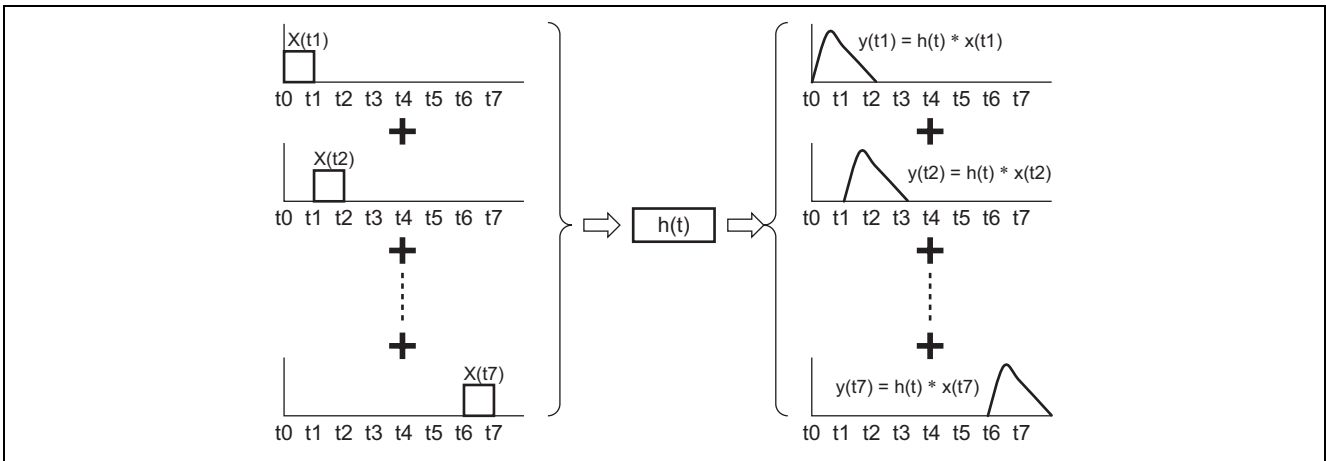 X(t1)
t0 t1 t2 t3 t4 t5 t6 t7
+
X(t2)
t0 t1 t2 t3 t4 t5 t6 t7
+
+
X(t7)
t0 t1 t2 t3 t4 t5 t6 t7
h(t)
y(t1) = h(t) * x(t1)
t0 t1 t2 t3 t4 t5 t6 t7
+
y(t2) = h(t) * x(t2)
t0 t1 t2 t3 t4 t5 t6 t7
+
+
y(t7) = h(t) * x(t7)
t0 t1 t2 t3 t4 t5 t6 t7